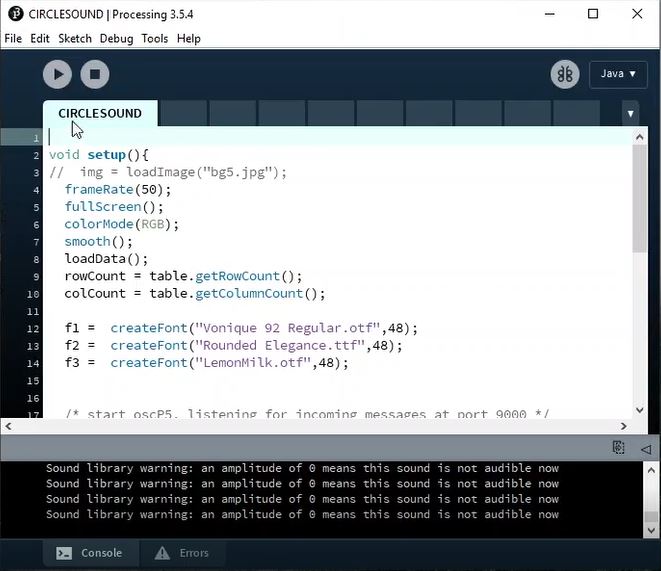 CIRCLESOUND | Processing 3.5.4
File Edit Sketch Debug Tools Help
Java ▾
CIRCLESOUND
1
2 void setup(){
3 //  img = loadImage("bg5.jpg");
4   frameRate(50);
5   fullScreen();
6   colorMode(RGB);
7   smooth();
8   loadData();
9   rowCount = table.getRowCount();
10   colCount = table.getColumnCount();
11
12   f1 =  createFont("Vonique 92 Regular.otf",48);
13   f2 =  createFont("Rounded Elegance.ttf",48);
14   f3 =  createFont("LemonMilk.otf",48);
15
16
17   /* start oscP5, listening for incoming messages at port 9000 */
Sound library warning: an amplitude of 0 means this sound is not audible now
Sound library warning: an amplitude of 0 means this sound is not audible now
Sound library warning: an amplitude of 0 means this sound is not audible now
Sound library warning: an amplitude of 0 means this sound is not audible now
Console Errors